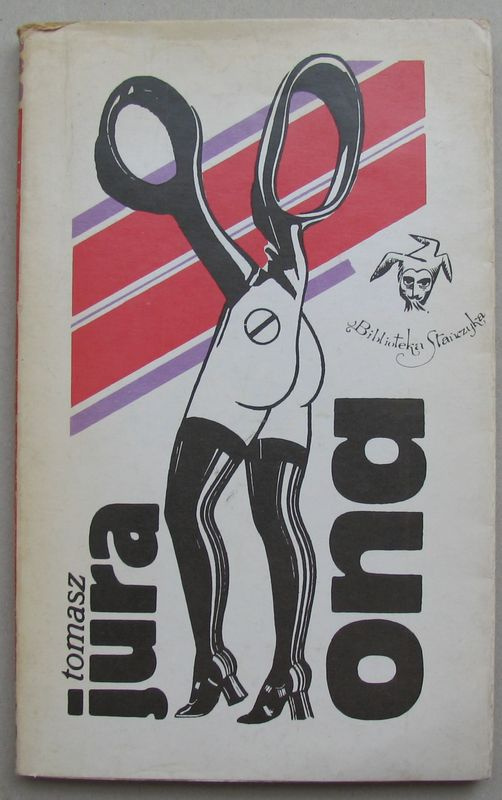 Biblioteka Stańczyka
tomasz
jura
ona